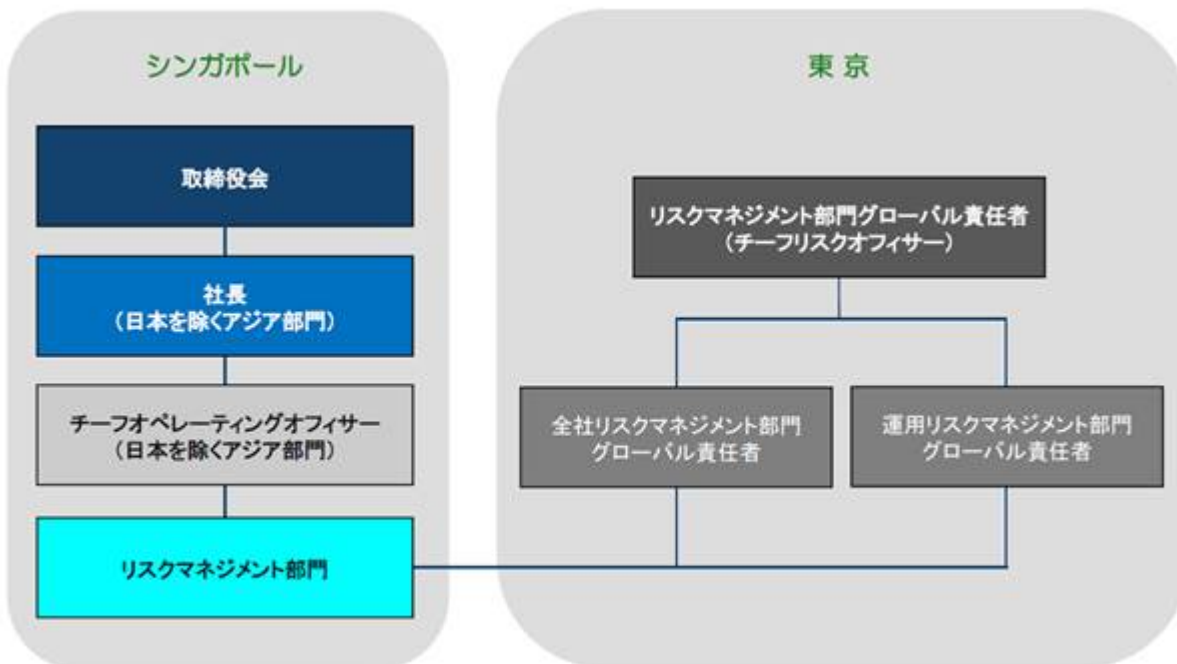 シンガポール
取締役会
社長
（日本を除くアジア部門）
チーフオペレーティングオフィサー
（日本を除くアジア部門）
リスクマネジメント部門
東 京
リスクマネジメント部門グローバル責任者
（チーフリスクオフィサー）
全社リスクマネジメント部門
グローバル責任者
運用リスクマネジメント部門
グローバル責任者